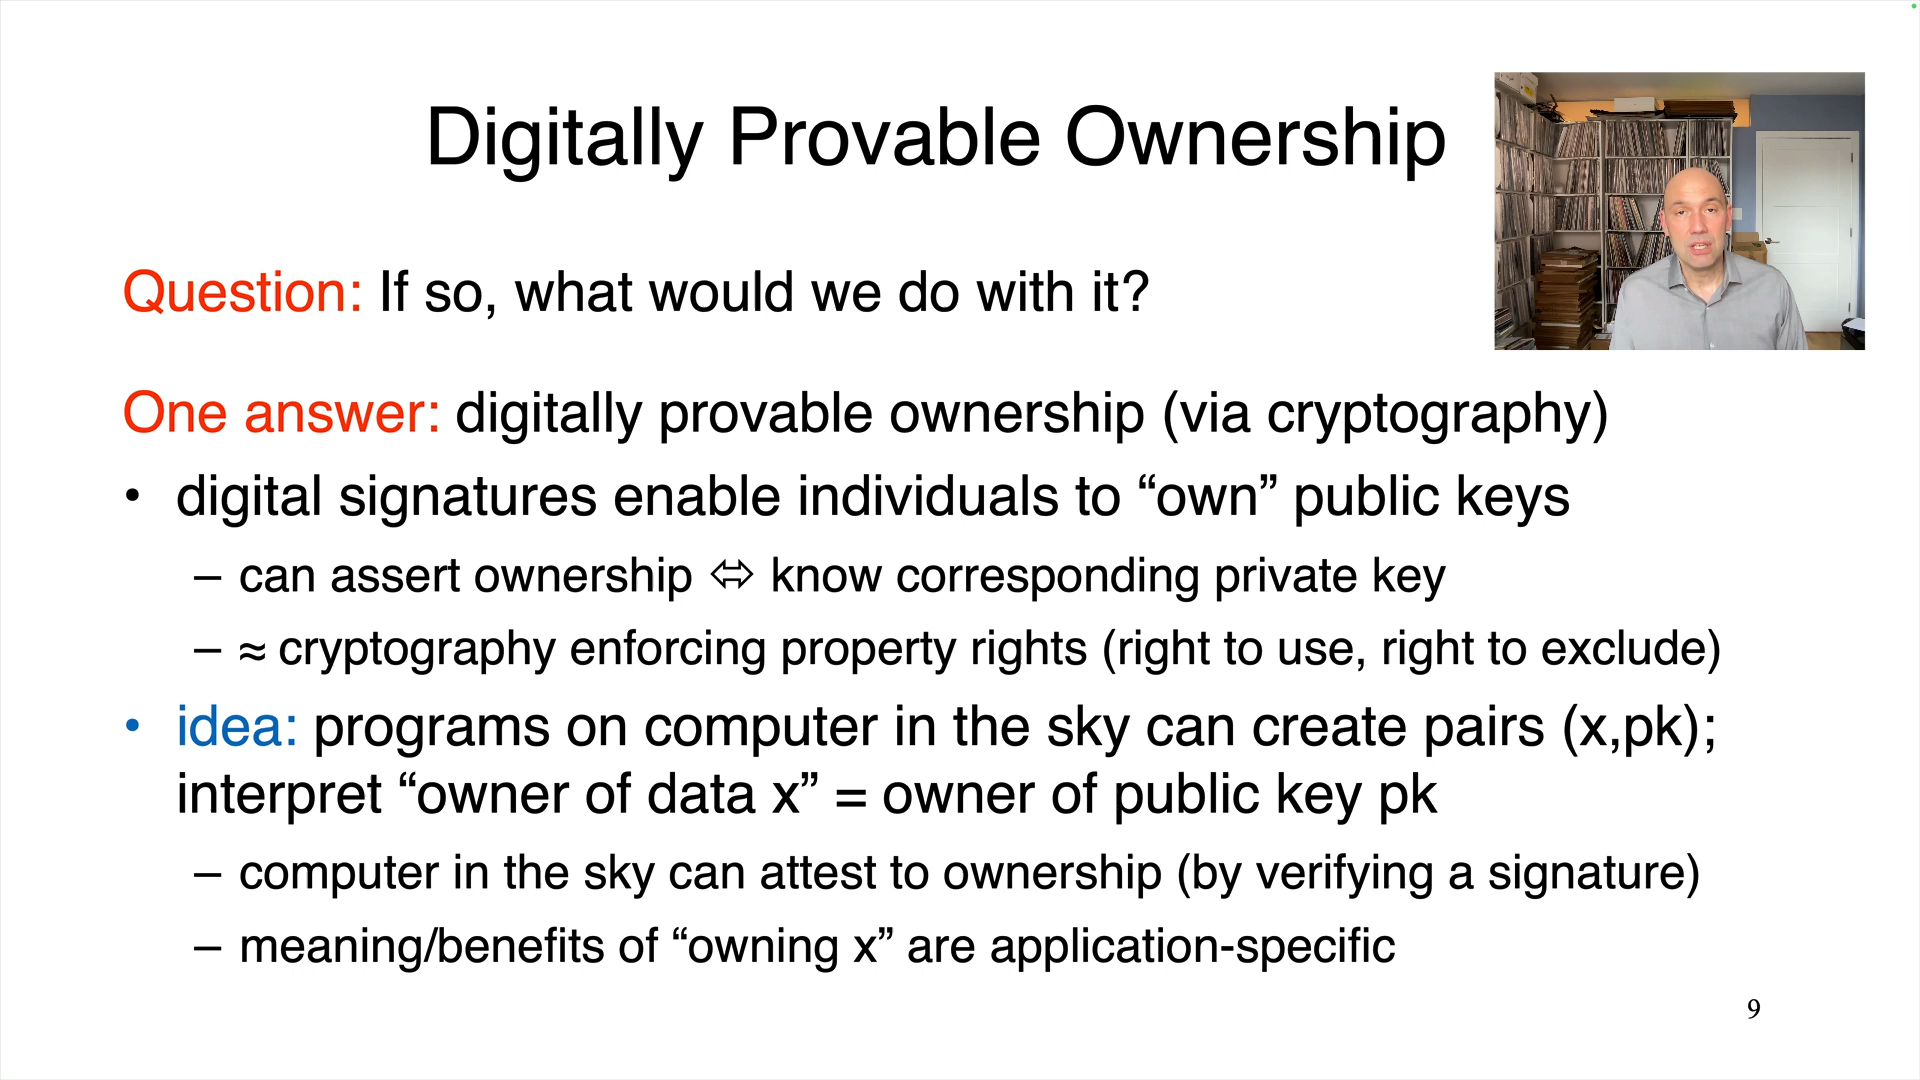 Digitally Provable Ownership
Question: If so, what would we do with it?
One answer: digitally provable ownership (via cryptography)
• digital signatures enable individuals to “own” public keys
– can assert ownership ⇔ know corresponding private key
– ≈ cryptography enforcing property rights (right to use, right to exclude)
• idea: programs on computer in the sky can create pairs (x,pk);
interpret “owner of data x” = owner of public key pk
– computer in the sky can attest to ownership (by verifying a signature)
– meaning/benefits of “owning x” are application-specific
9